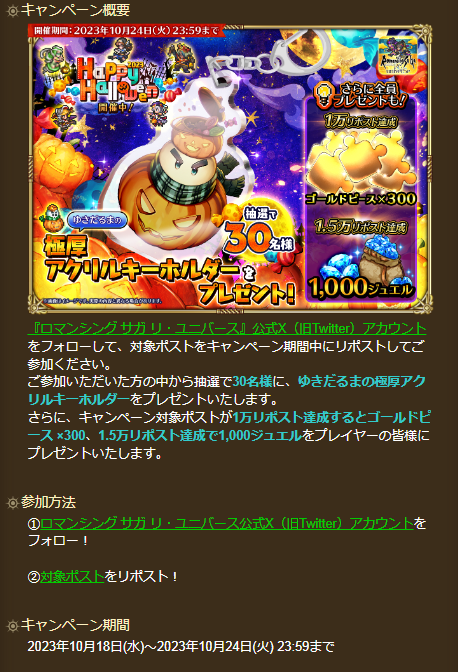 キャンペーン概要
開催期間：2023年10月24日(火) 23:59まで
Happy
Halloween
2023
開催中！
さらに全員
プレゼントも！
1万リポスト達成
ゴールドピース×300
1.5万リポスト達成
1,000ジュエル
抽選で
30名様
ゆきだるまの
極厚
アクリルキーホルダーを
プレゼント！
『ロマンシング サガ リ・ユニバース』公式X（旧Twitter）アカウント
をフォローして、対象ポストをキャンペーン期間中にリポストしてご
参加ください。
ご参加いただいた方の中から抽選で30名様に、ゆきだるまの極厚アク
リルキーホルダーをプレゼントいたします。
さらに、キャンペーン対象ポストが1万リポスト達成するとゴールドピ
ース ×300、1.5万リポスト達成で1,000ジュエルをプレイヤーの皆様に
プレゼントいたします。
参加方法
①ロマンシング サガ リ・ユニバース公式X（旧Twitter）アカウントを
フォロー！
②対象ポストをリポスト！
キャンペーン期間
2023年10月18日(水)～2023年10月24日(火) 23:59まで